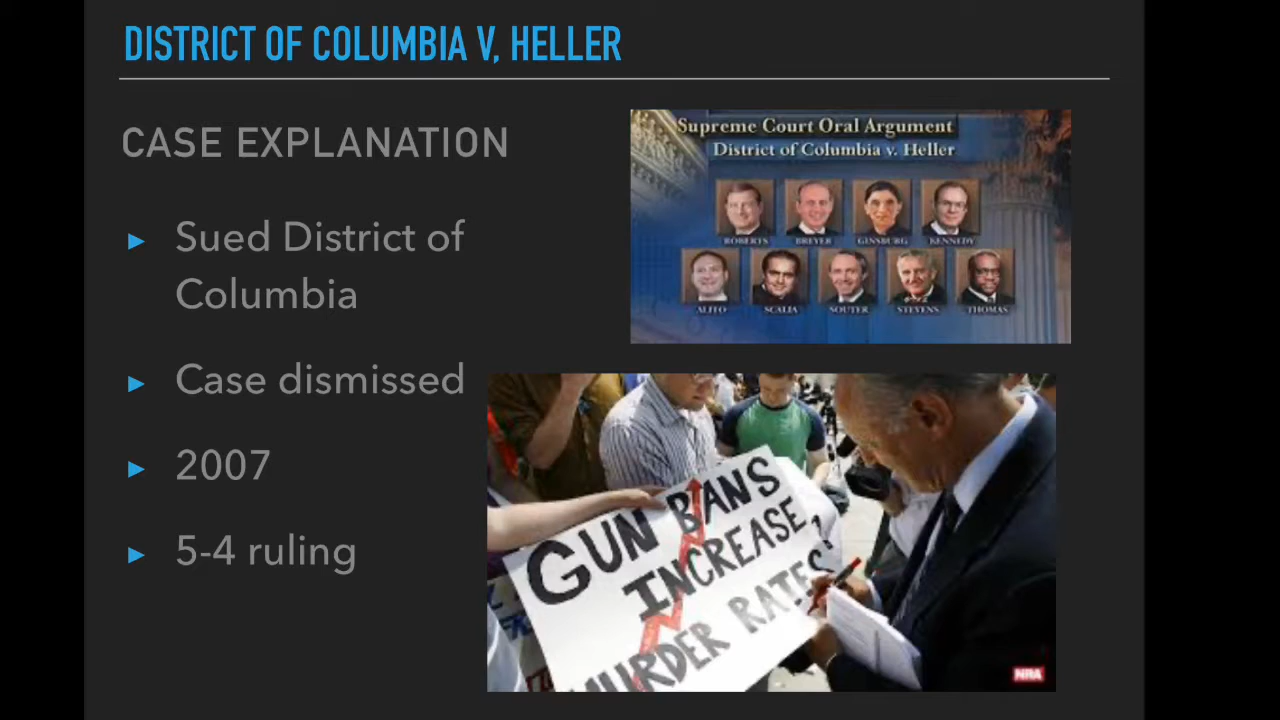 DISTRICT OF COLUMBIA V, HELLER
CASE EXPLANATION
▸ Sued District of
Columbia
▸ Case dismissed
▸ 2007
▸ 5-4 ruling
Supreme Court Oral Argument
District of Columbia v. Heller
ROBERTS BREYER GINSBURG KENNEDY
ALITO SCALIA SOUTER STEVENS THOMAS
GUN BANS
INCREASE
MURDER RATES
NRA